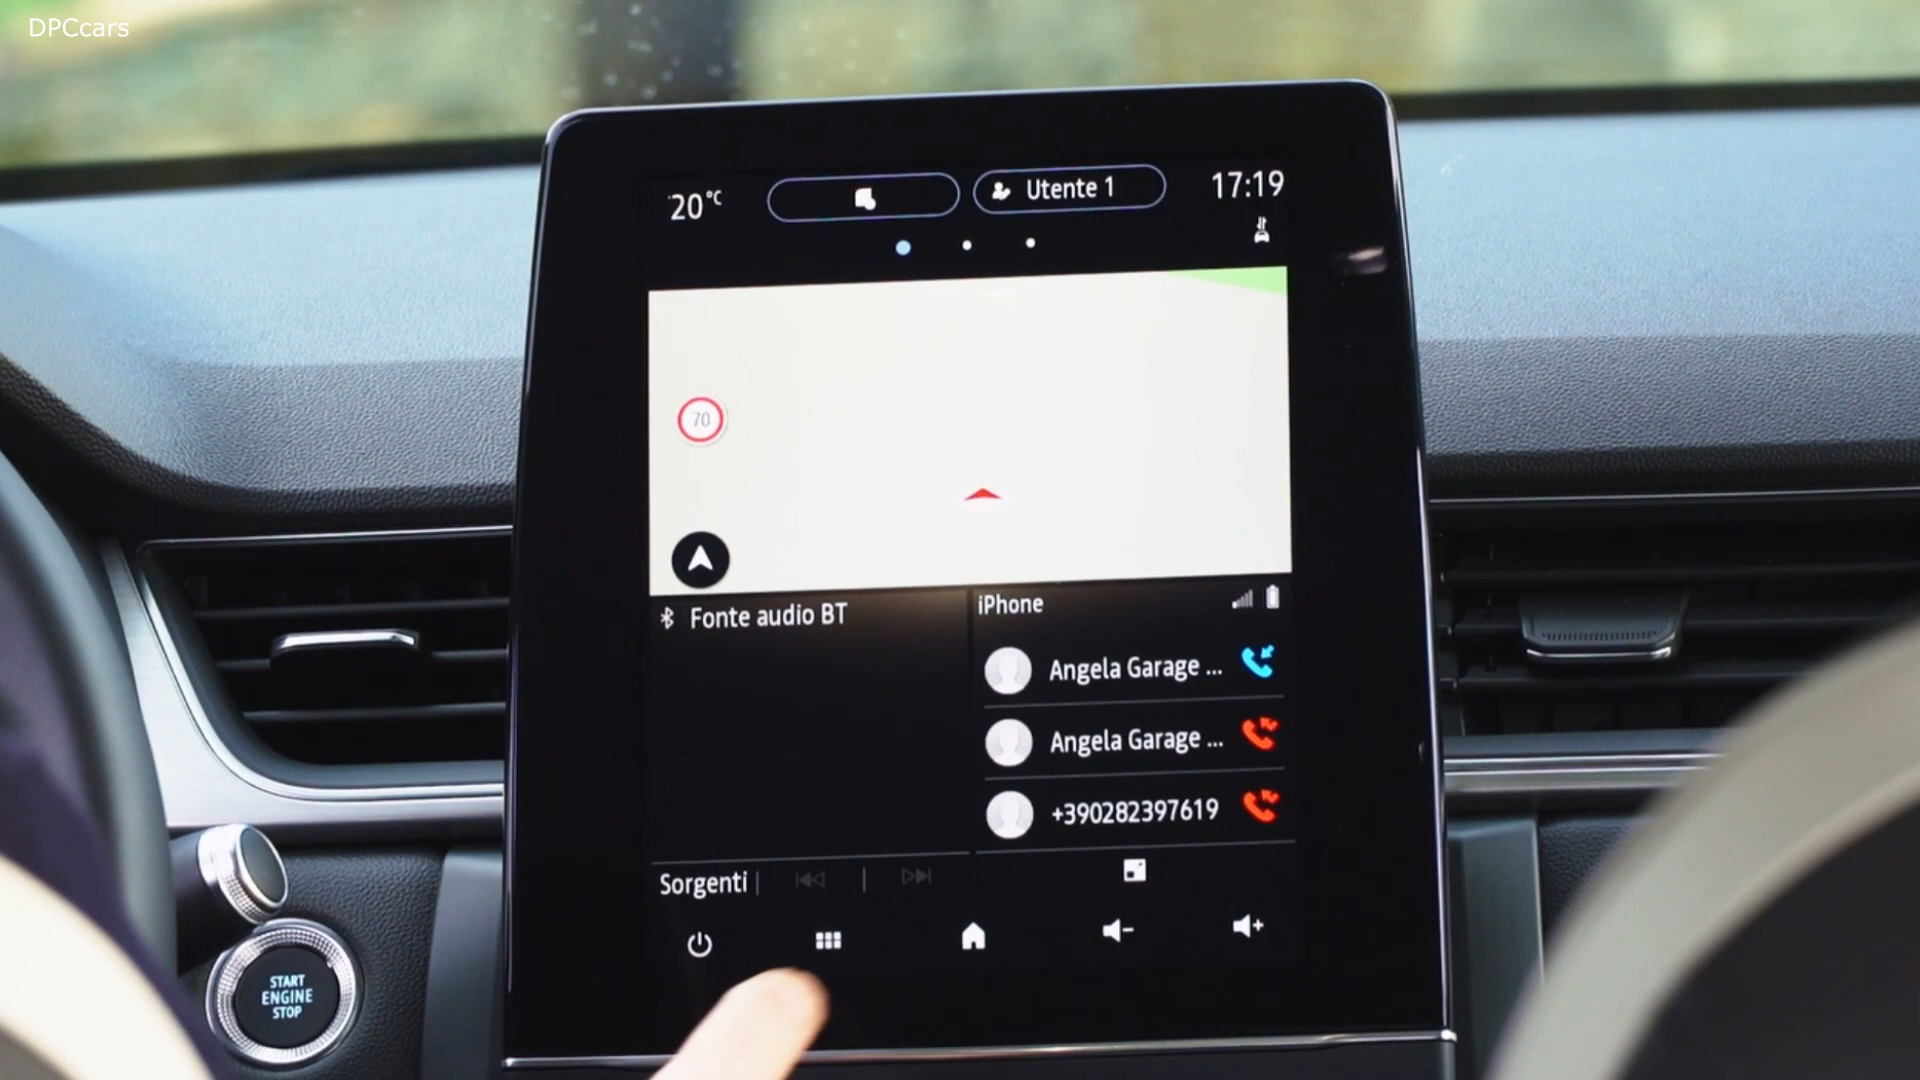 DPCcars
20°C
Utente 1
17:19
70
Fonte audio BT
iPhone
Angela Garage ...
Angela Garage ...
+390282397619
Sorgenti
START
ENGINE
STOP